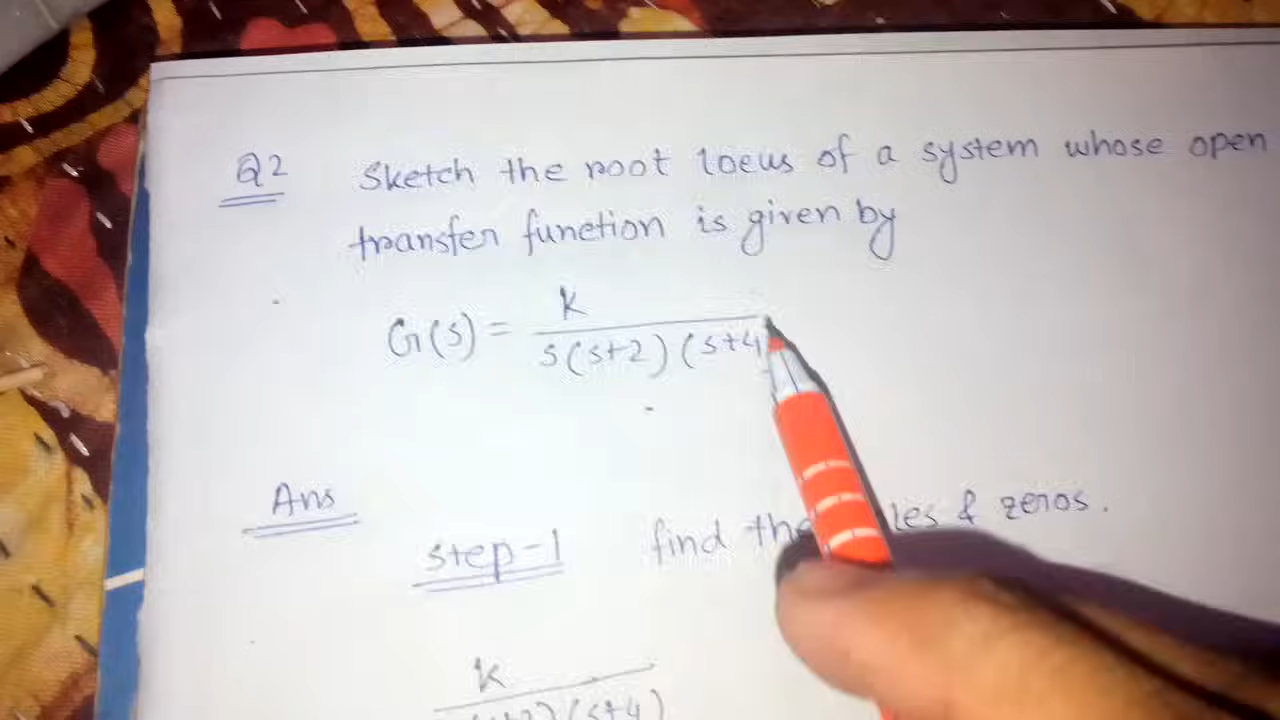 Q2 Sketch the root locus of a system whose open
transfer function is given by
G(s) = K
s(s+2)(s+4
Ans
Step-1 find the & zeros.
K
(s+4)